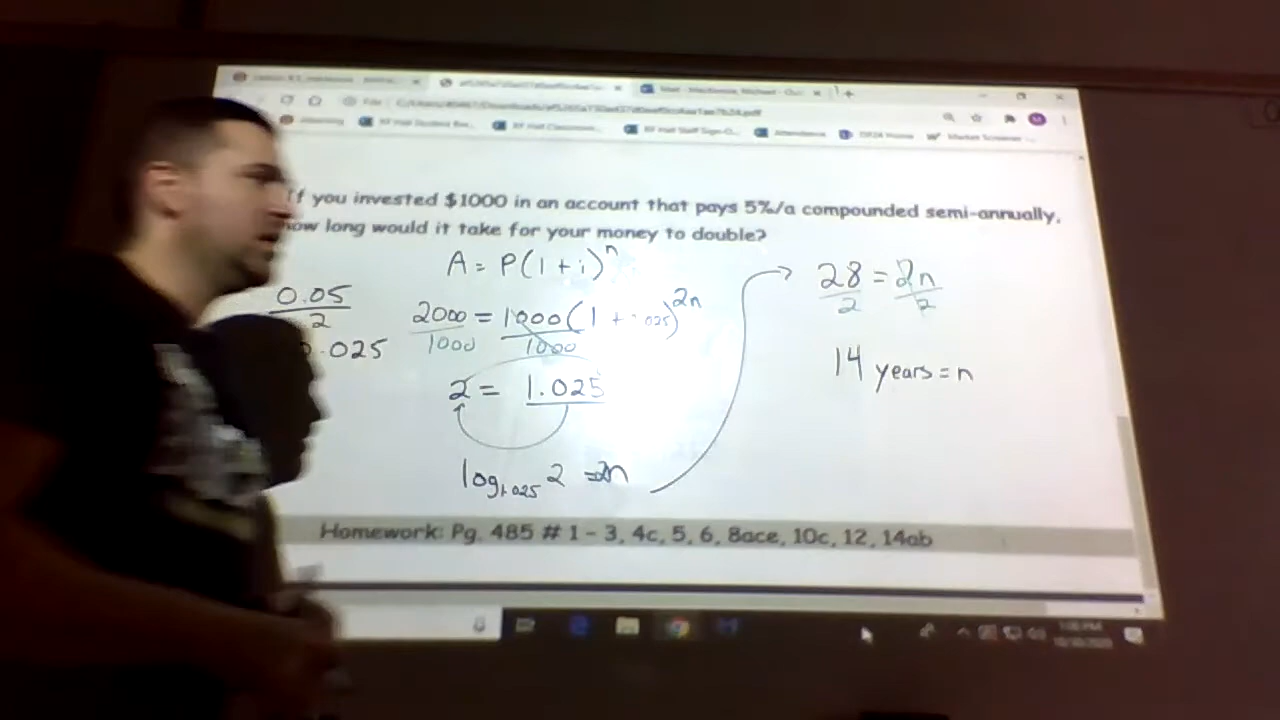 If you invested $1000 in an account that pays 5%/a compounded semi-annually,
how long would it take for your money to double?
A = P(1 + i)^n
0.05
2
0.025
2000 = 1000(1 + .025)^2n
1000 1000
2 = 1.025
log1.025 2 = 2n
28 = 2n
2 2
14 years = n
Homework: Pg. 485 # 1 - 3, 4c, 5, 6, 8ace, 10c, 12, 14ab